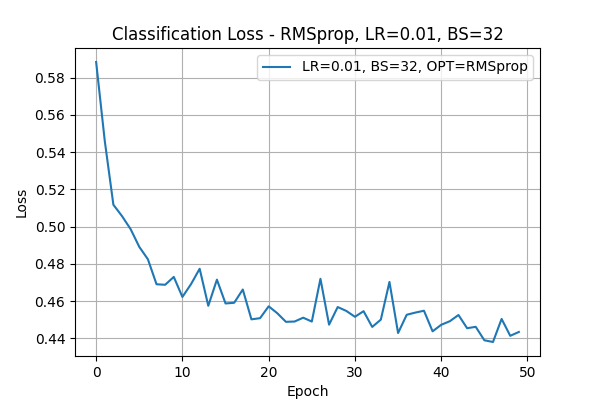 Classification Loss - RMSprop, LR=0.01, BS=32
LR=0.01, BS=32, OPT=RMSprop
Loss
0.58
0.56
0.54
0.52
0.50
0.48
0.46
0.44
0 10 20 30 40 50
Epoch